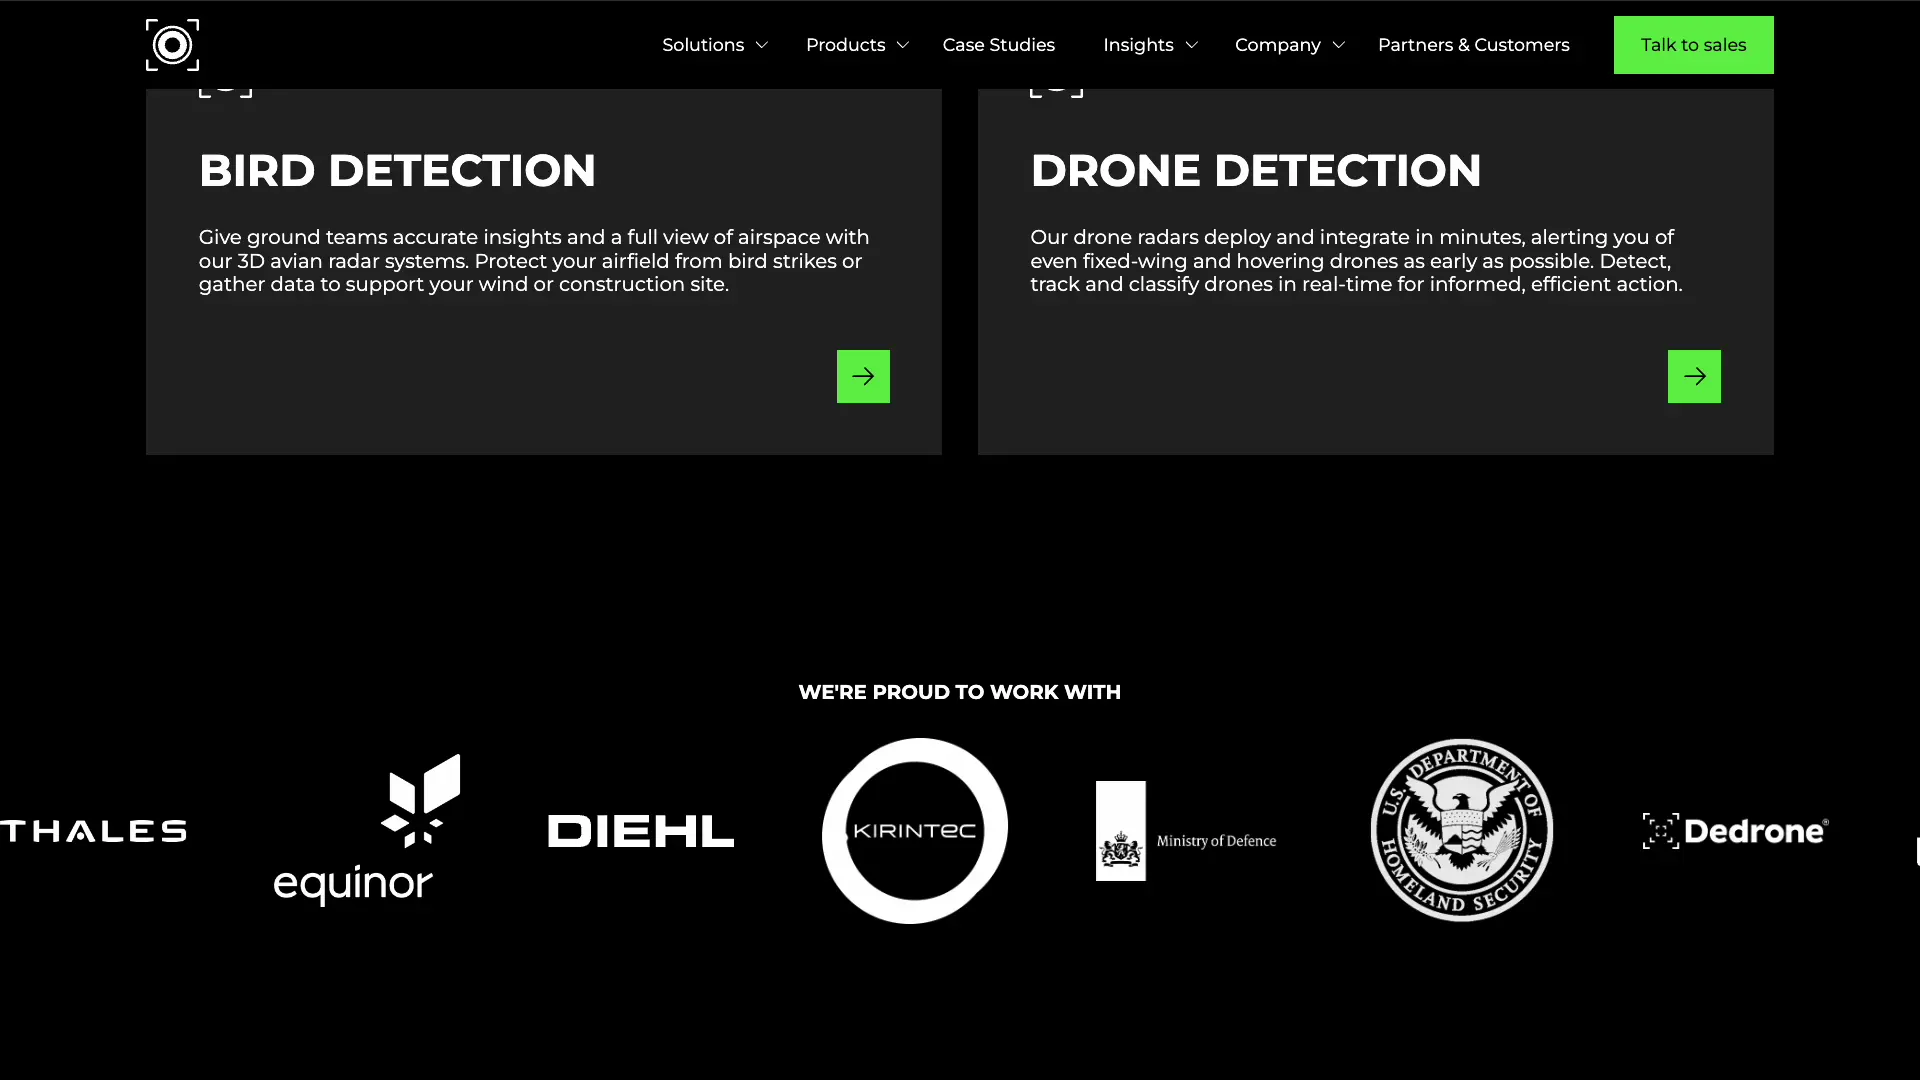 Solutions
Products
Case Studies
Insights
Company
Partners & Customers
Talk to sales
BIRD DETECTION
Give ground teams accurate insights and a full view of airspace with
our 3D avian radar systems. Protect your airfield from bird strikes or
gather data to support your wind or construction site.
DRONE DETECTION
Our drone radars deploy and integrate in minutes, alerting you of
even fixed-wing and hovering drones as early as possible. Detect,
track and classify drones in real-time for informed, efficient action.
WE'RE PROUD TO WORK WITH
THALES
equinor
DIEHL
KIRINTEC
Ministry of Defence
U.S. DEPARTMENT OF
HOMELAND SECURITY
Dedrone®